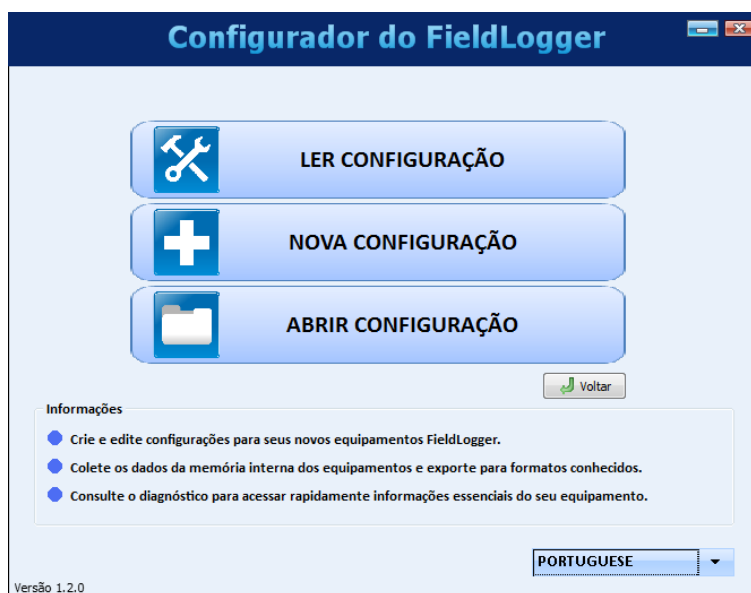 Configurador do FieldLogger
LER CONFIGURAÇÃO
NOVA CONFIGURAÇÃO
ABRIR CONFIGURAÇÃO
Voltar
Informações
Crie e edite configurações para seus novos equipamentos FieldLogger.
Colete os dados da memória interna dos equipamentos e exporte para formatos conhecidos.
Consulte o diagnóstico para acessar rapidamente informações essenciais do seu equipamento.
PORTUGUESE
Versão 1.2.0